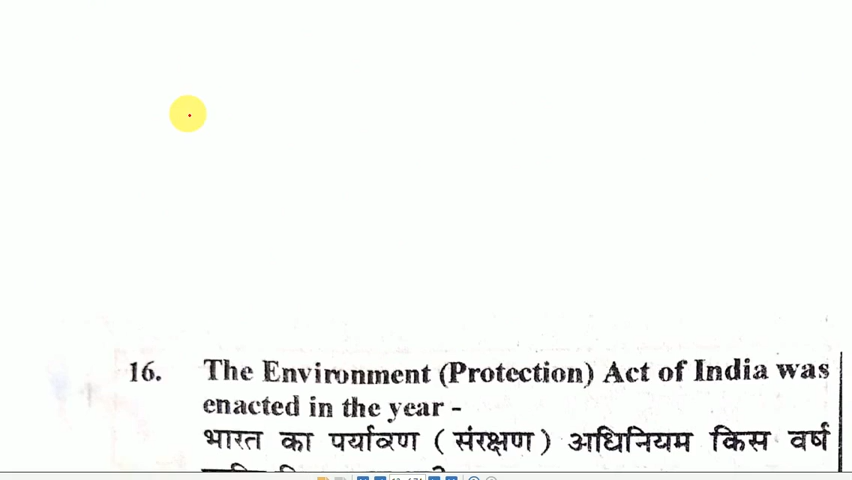 16. The Environment (Protection) Act of India was
enacted in the year -
भारत का पर्यावरण ( संरक्षण ) अधिनियम किस वर्ष